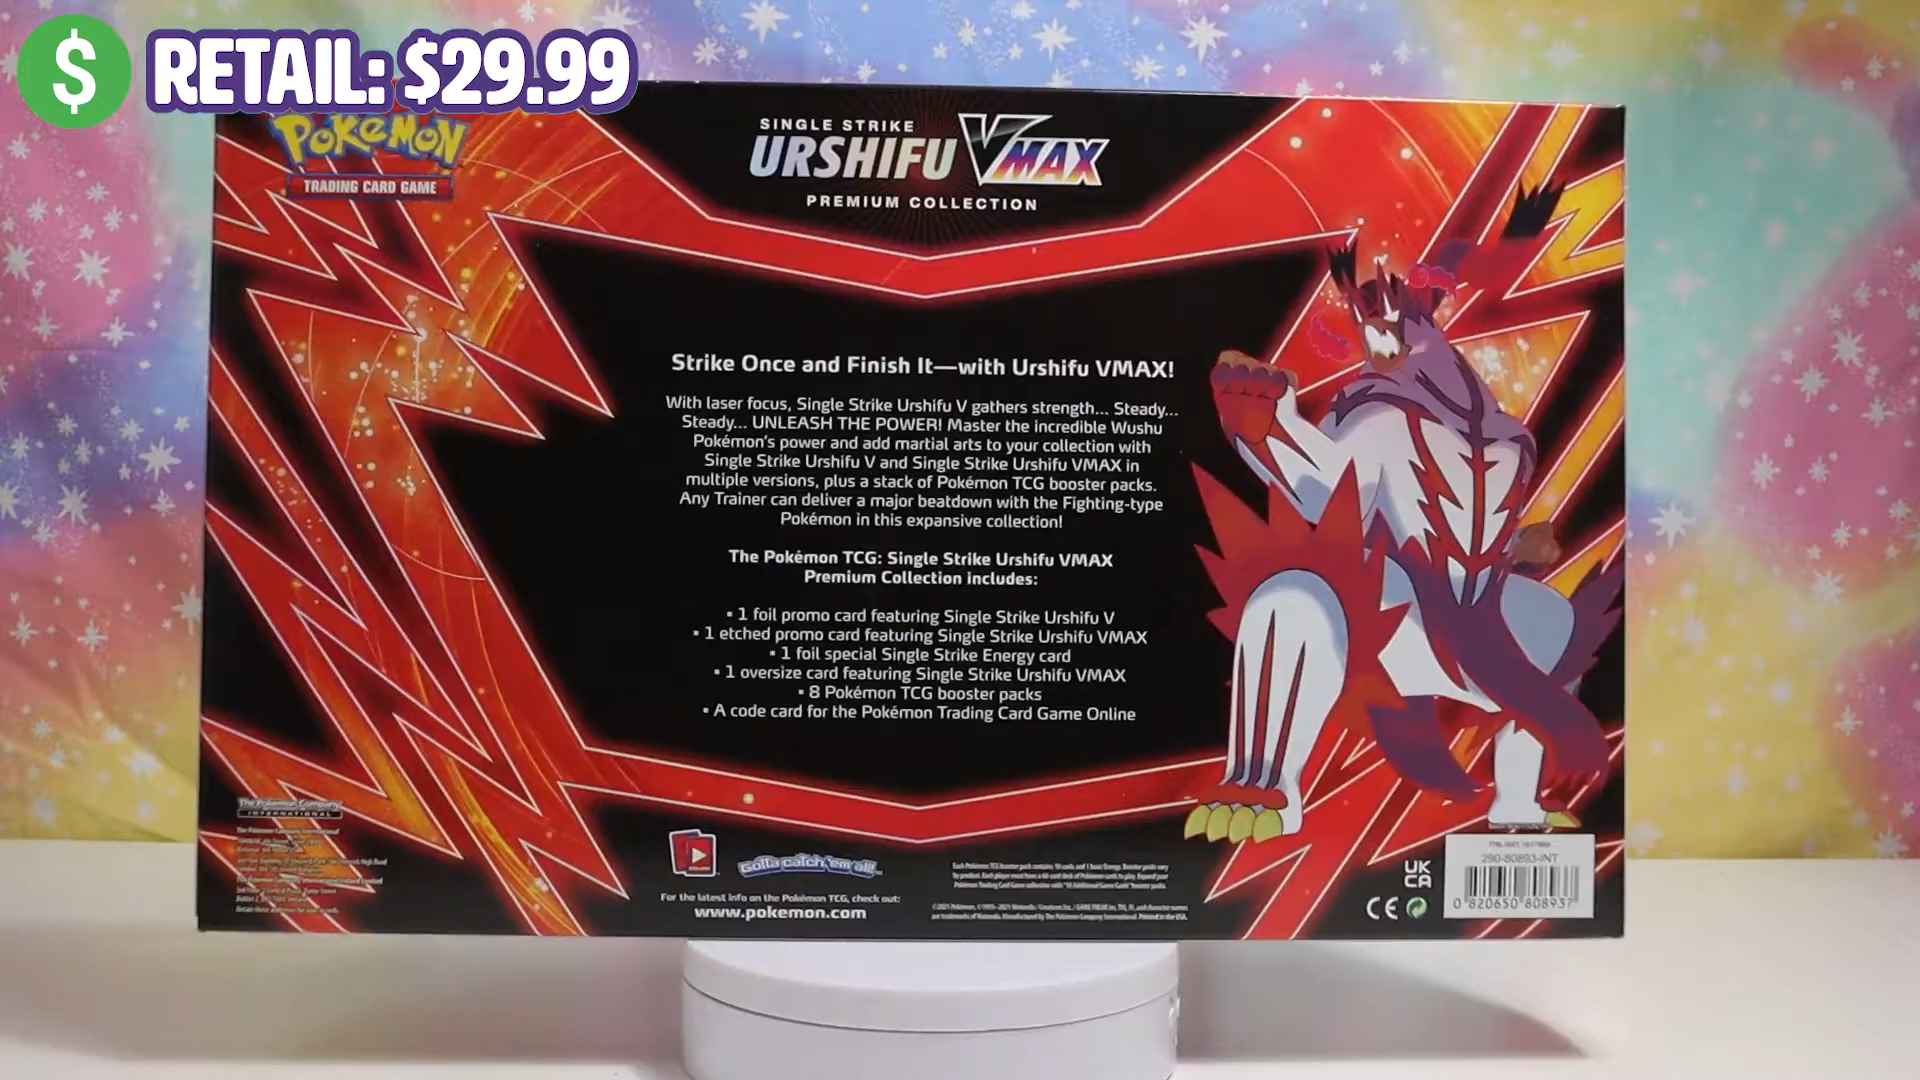 $ RETAIL: $29.99
POKéMON
TRADING CARD GAME
SINGLE STRIKE
URSHIFU VMAX
PREMIUM COLLECTION
Strike Once and Finish It—with Urshifu VMAX!
With laser focus, Single Strike Urshifu V gathers strength... Steady...
Steady... UNLEASH THE POWER! Master the incredible Wushu
Pokémon's power and add martial arts to your collection with
Single Strike Urshifu V and Single Strike Urshifu VMAX in
multiple versions, plus a stack of Pokémon TCG booster packs.
Any Trainer can deliver a major beatdown with the Fighting-type
Pokémon in this expansive collection!
The Pokémon TCG: Single Strike Urshifu VMAX
Premium Collection includes:
▪ 1 foil promo card featuring Single Strike Urshifu V
▪ 1 etched promo card featuring Single Strike Urshifu VMAX
▪ 1 foil special Single Strike Energy card
▪ 1 oversize card featuring Single Strike Urshifu VMAX
▪ 8 Pokémon TCG booster packs
▪ A code card for the Pokémon Trading Card Game Online
The Pokémon Company
INTERNATIONAL
Gotta catch 'em all!
For the latest info on the Pokémon TCG, check out:
www.pokemon.com
UK
CA
CE
290-80893-INT
0 820650 808937